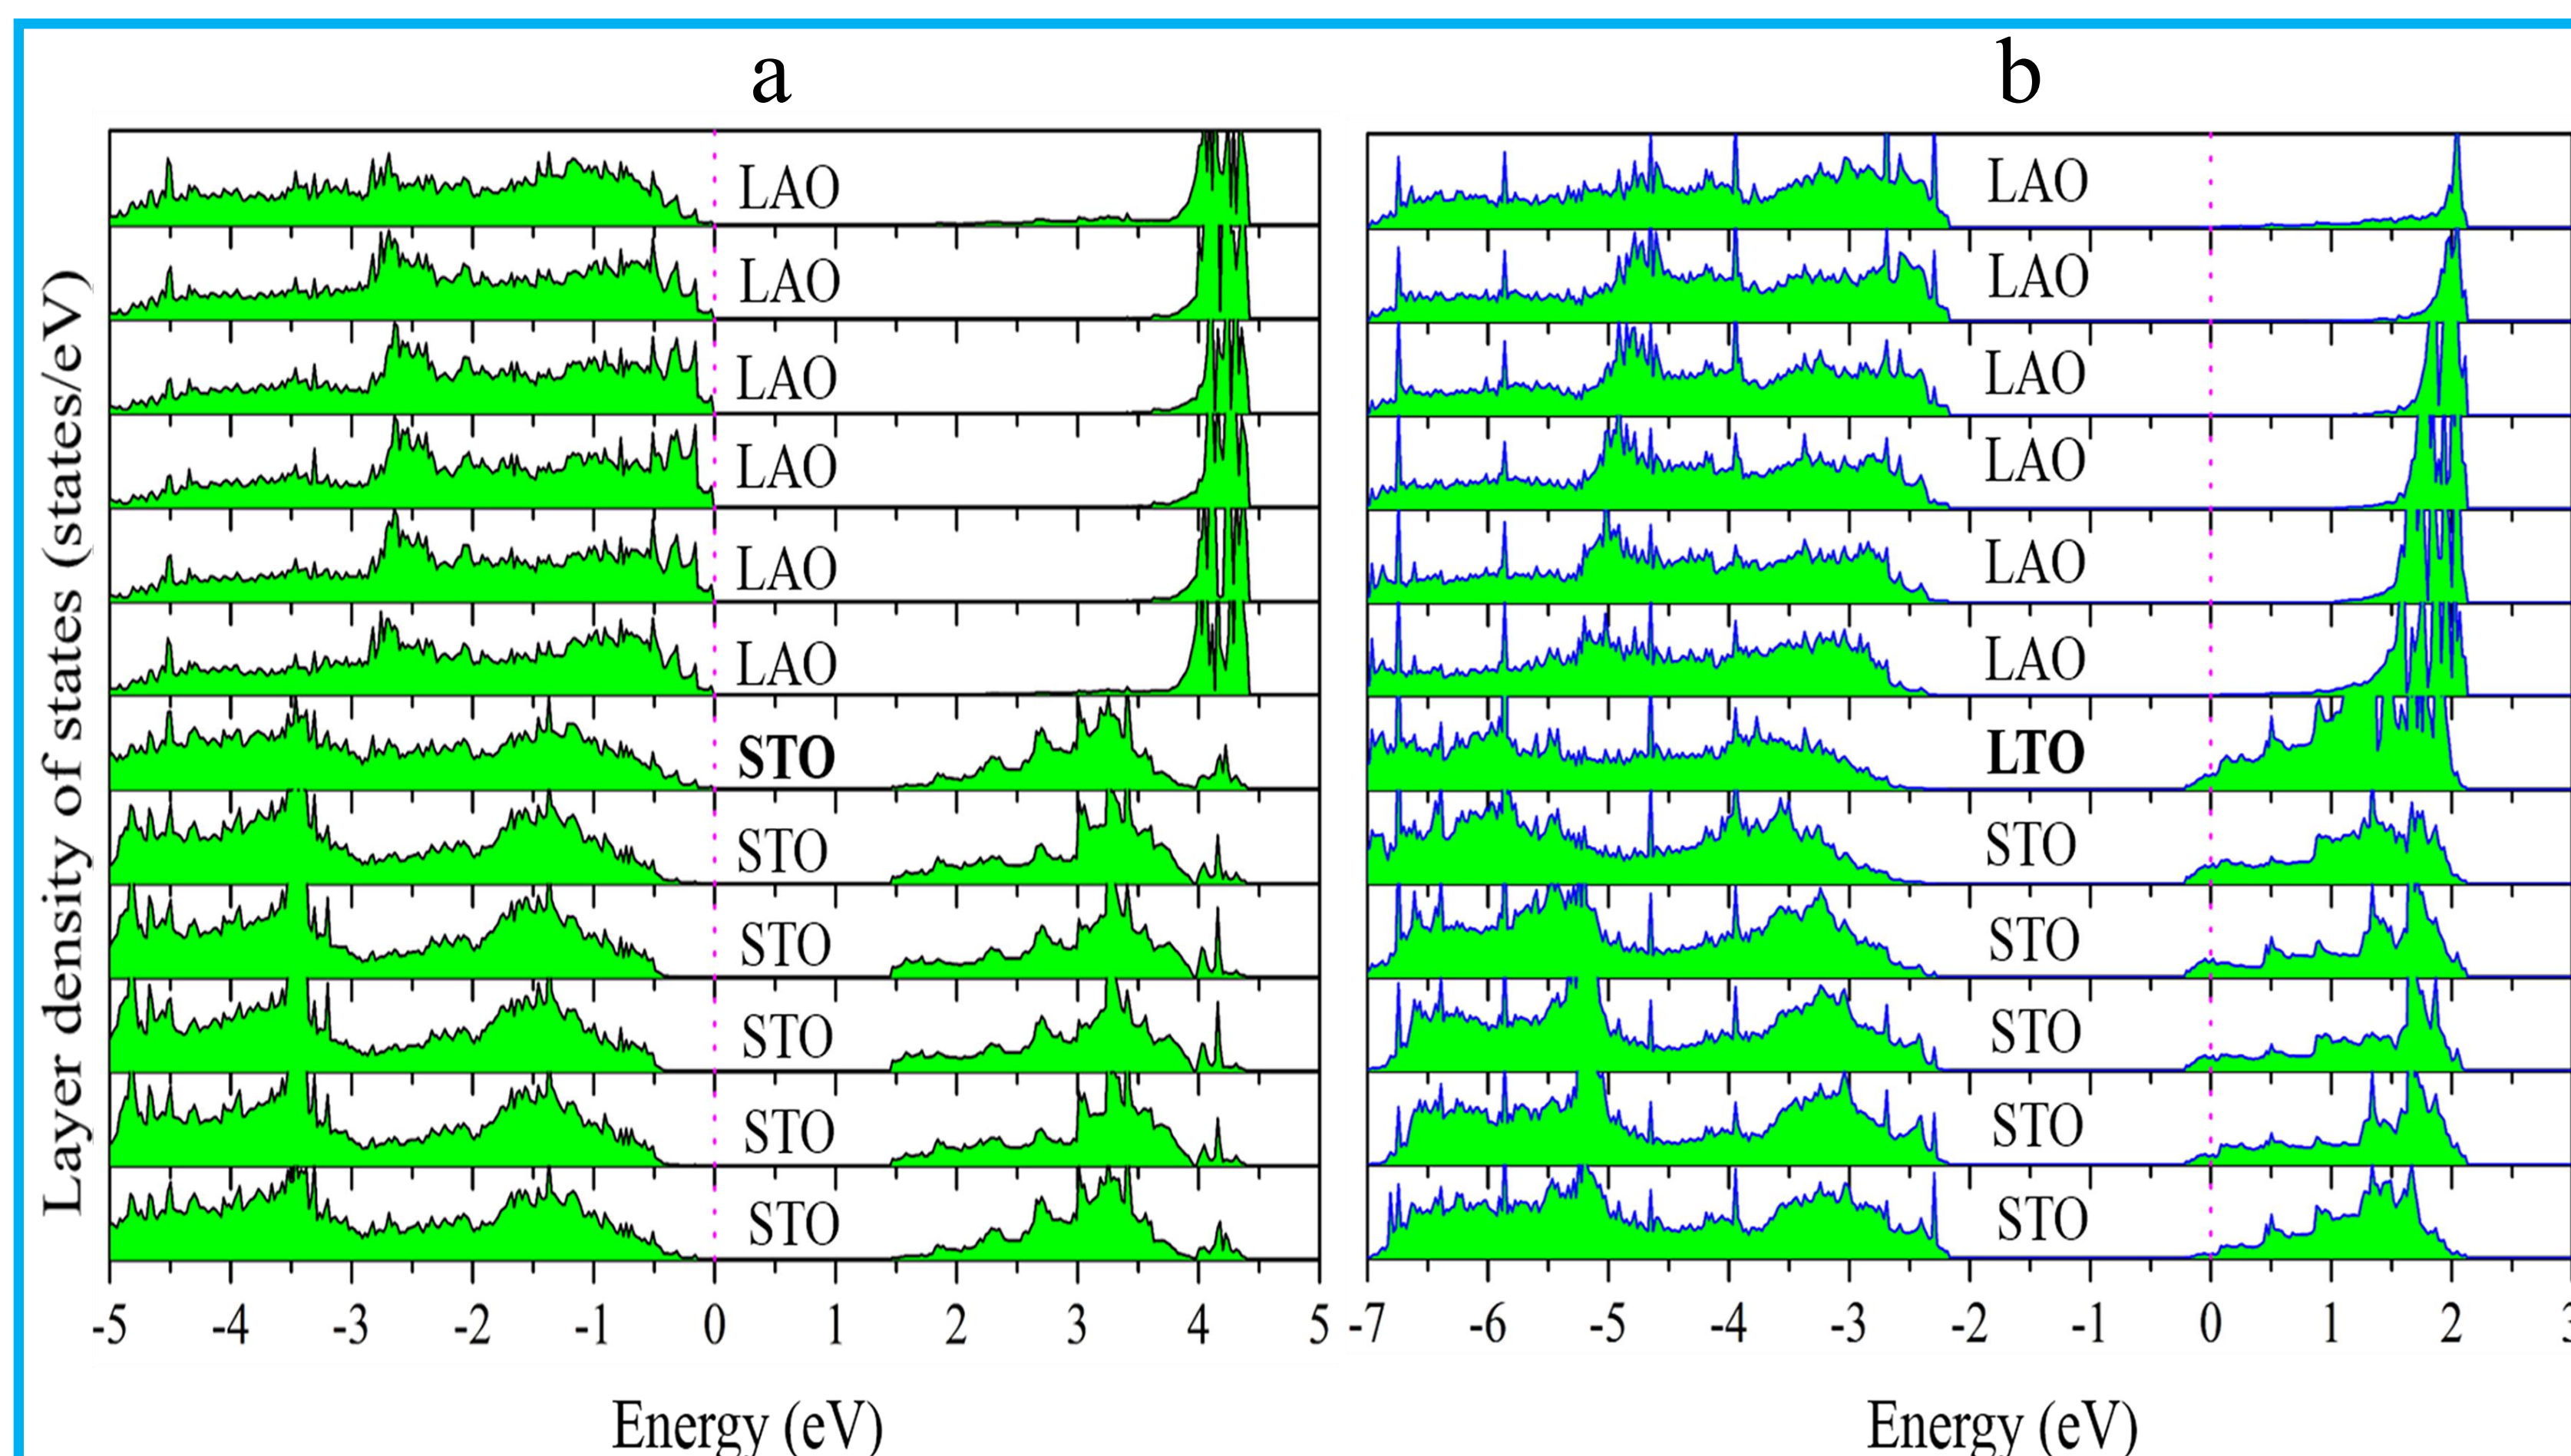 a
b
Layer density of states (states/eV)
LAO
LAO
LAO
LAO
LAO
LAO
STO
STO
STO
STO
STO
STO
-5 -4 -3 -2 -1 0 1 2 3 4 5
Energy (eV)
LAO
LAO
LAO
LAO
LAO
LAO
LTO
STO
STO
STO
STO
STO
-7 -6 -5 -4 -3 -2 -1 0 1 2 3
Energy (eV)